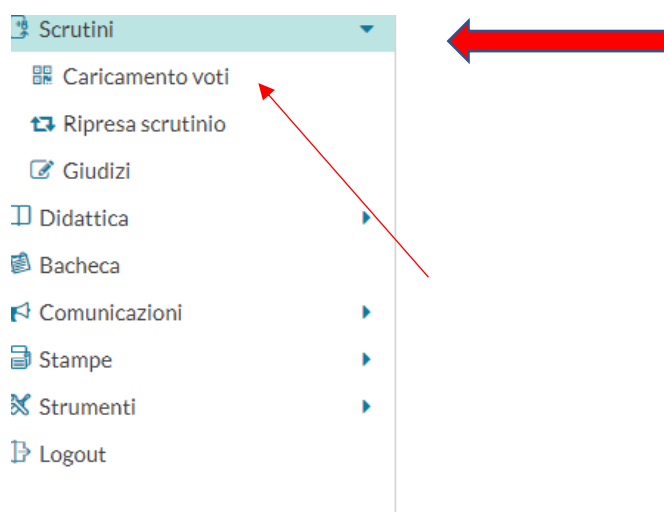 Scrutini
Caricamento voti
Ripresa scrutinio
Giudizi
Didattica
Bacheca
Comunicazioni
Stampe
Strumenti
Logout